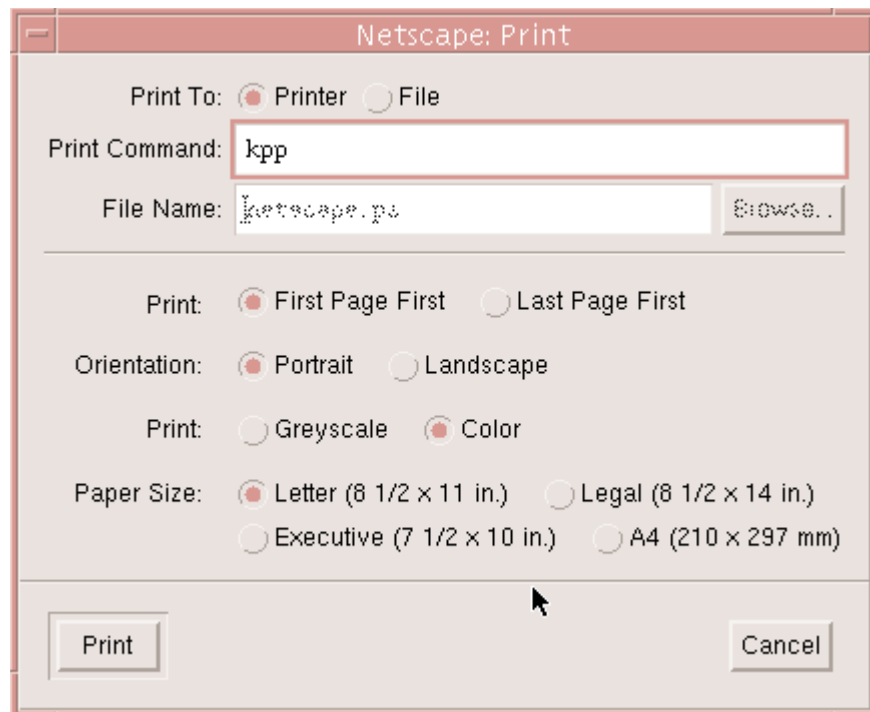 Netscape: Print
Print To: Printer File
Print Command: kpp
File Name: netscape.ps Browse..
Print: First Page First Last Page First
Orientation: Portrait Landscape
Print: Greyscale Color
Paper Size: Letter (8 1/2 x 11 in.) Legal (8 1/2 x 14 in.)
Executive (7 1/2 x 10 in.) A4 (210 x 297 mm)
Print Cancel